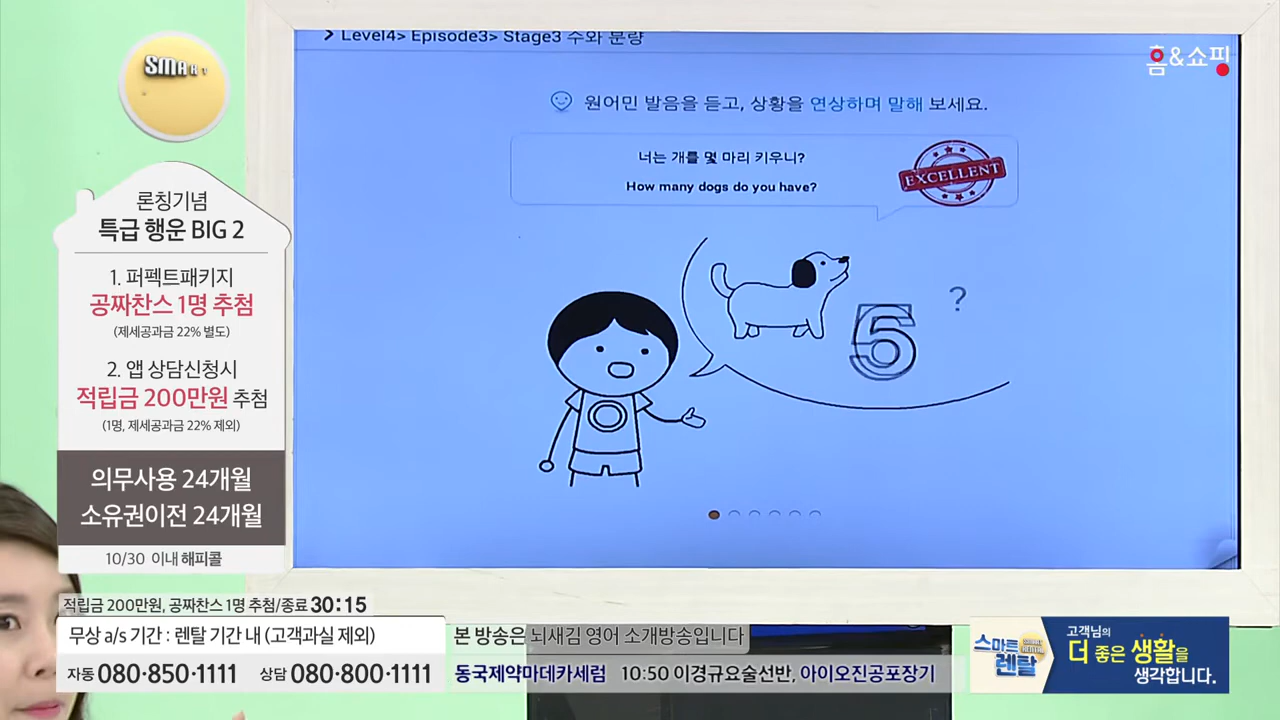 SMART
> Level4> Episode3> Stage3 수와 분량
홈&쇼핑
원어민 발음을 듣고, 상황을 연상하며 말해 보세요.
너는 개를 몇 마리 키우니?
How many dogs do you have?
EXCELLENT
5
?
론칭기념
특급 행운 BIG 2
1. 퍼펙트패키지
공짜찬스 1명 추첨
(제세공과금 22% 별도)
2. 앱 상담신청시
적립금 200만원 추첨
(1명, 제세공과금 22% 제외)
의무사용 24개월
소유권이전 24개월
10/30 이내 해피콜
적립금 200만원, 공짜찬스 1명 추첨/종료 30:15
무상 a/s 기간 : 렌탈 기간 내 (고객과실 제외)
본 방송은 뇌새김 영어 소개방송입니다
자동 080·850·1111 상담 080·800·1111
동국제약마데카세럼 10:50 이경규요술선반, 아이오진공포장기
스마트
렌탈
SMART
RENTAL
고객님의
더 좋은 생활을
생각합니다.